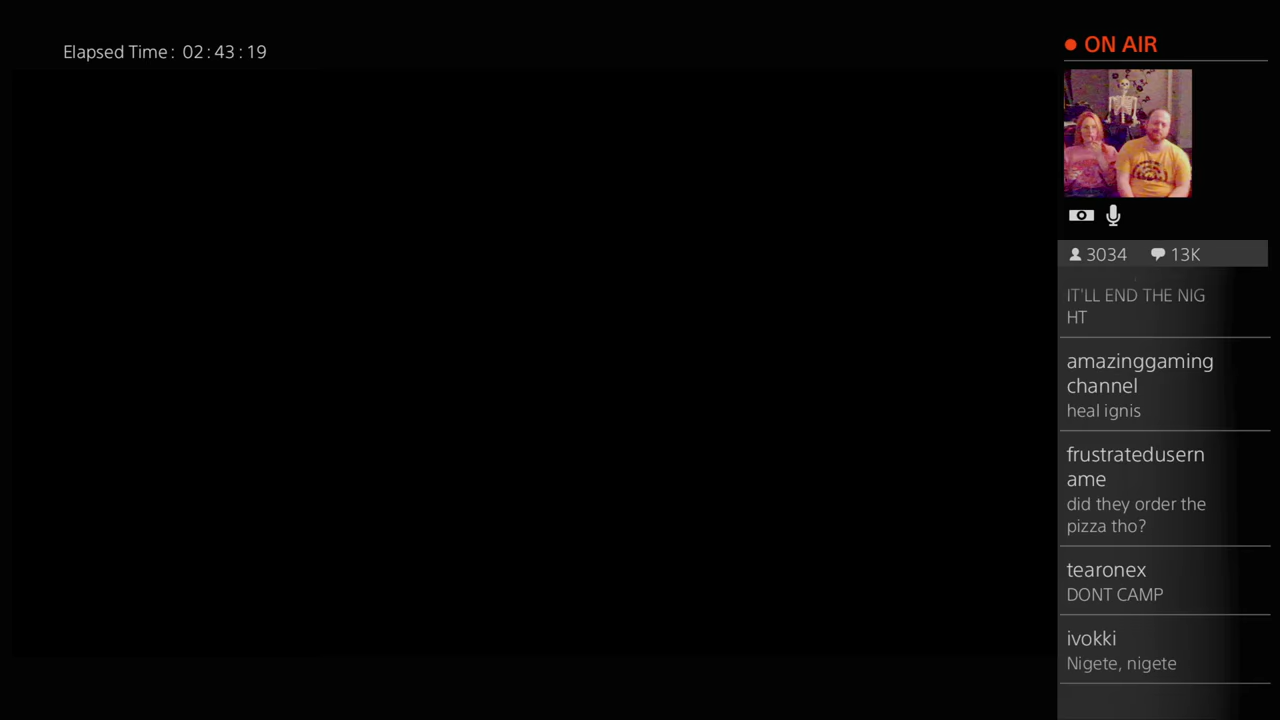 Elapsed Time: 02:43:19
ON AIR
3034 13K
IT'LL END THE NIG
HT
amazinggaming
channel
heal ignis
frustratedusern
ame
did they order the
pizza tho?
tearonex
DONT CAMP
ivokki
Nigete, nigete